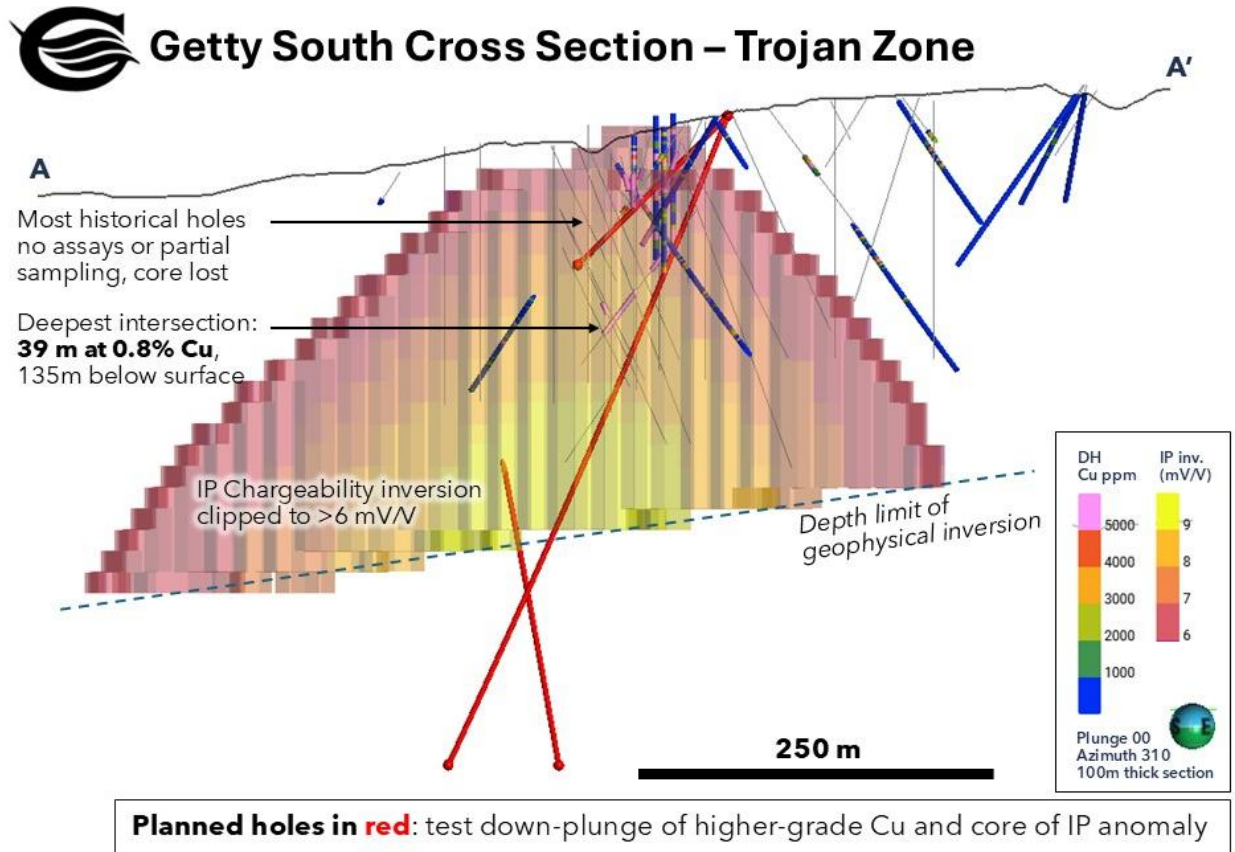 Getty South Cross Section – Trojan Zone
A'
A
Most historical holes
no assays or partial
sampling, core lost
Deepest intersection:
39 m at 0.8% Cu,
135m below surface
IP Chargeability inversion
clipped to >6 mV/V
Depth limit of
geophysical inversion
DH
Cu ppm
5000
4000
3000
2000
1000
IP inv.
(mV/V)
9
8
7
6
S E
Plunge 00
Azimuth 310
100m thick section
250 m
Planned holes in red: test down-plunge of higher-grade Cu and core of IP anomaly